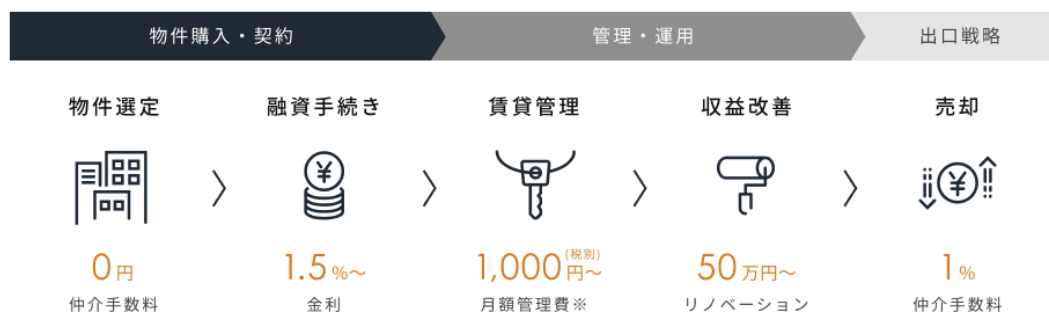 物件購入・契約
管理・運用
出口戦略
物件選定
融資手続き
賃貸管理
収益改善
売却
¥
¥
0円
1.5%〜
1,000円〜(税別)
50万円〜
1%
仲介手数料
金利
月額管理費※
リノベーション
仲介手数料